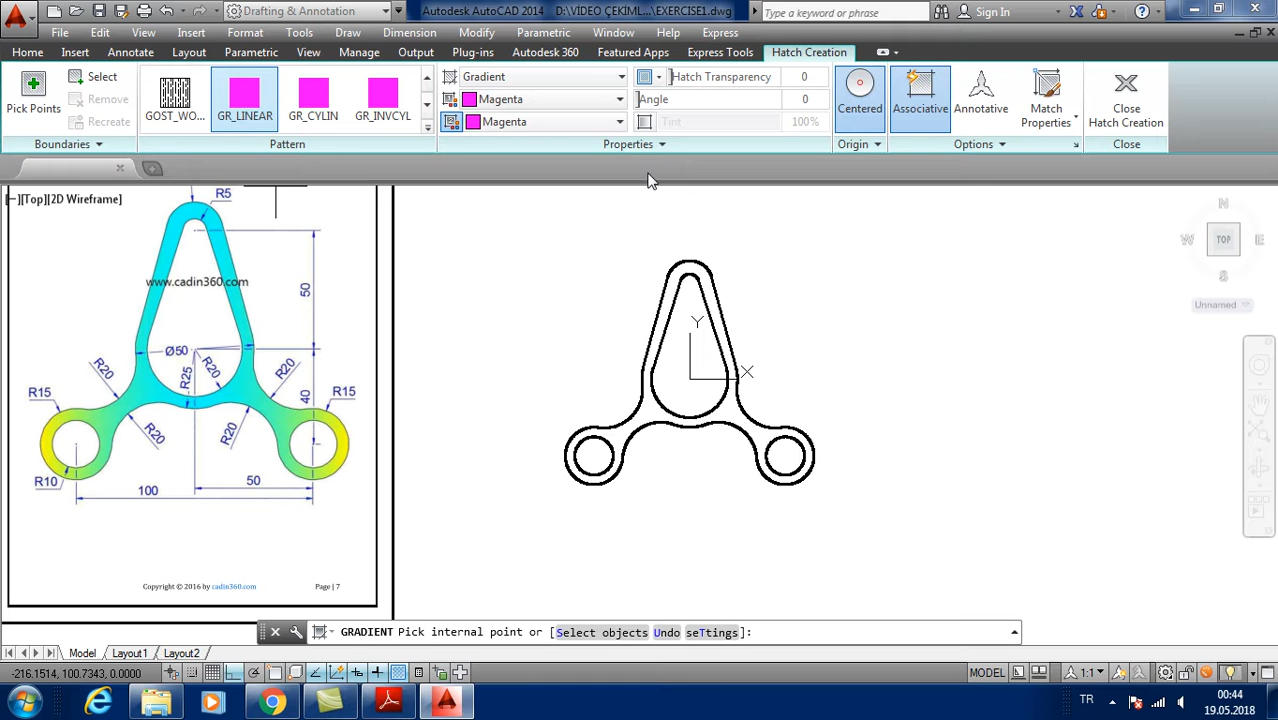 Drafting & Annotation
Autodesk AutoCAD 2014 D:\VIDEO ÇEKİML...\EXERCISE1.dwg
Type a keyword or phrase
Sign In
File Edit View Insert Format Tools Draw Dimension Modify Parametric Window Help Express
Home Insert Annotate Layout Parametric View Manage Output Plug-ins Autodesk 360 Featured Apps Express Tools Hatch Creation
Pick Points
Select
Remove
Recreate
GOST_WO...
GR_LINEAR
GR_CYLIN
GR_INVCYL
Gradient
Magenta
Magenta
Hatch Transparency 0
Angle 0
Tint 100%
Centered
Associative
Annotative
Match
Properties
Close
Hatch Creation
Boundaries Pattern Properties Origin Options Close
[−][Top][2D Wireframe]
R5
www.cadin360.com
50
Ø50
R20
R20
R25
R20
R15
R15
40
R20
R20
R10
50
100
Copyright © 2016 by cadin360.com Page | 7
Y
X
N
W TOP E
S
Unnamed
GRADIENT Pick internal point or [Select objects Undo seTtings]:
Model Layout1 Layout2
-216.1514, 100.7343, 0.0000
MODEL
1:1
TR
00:44
19.05.2018